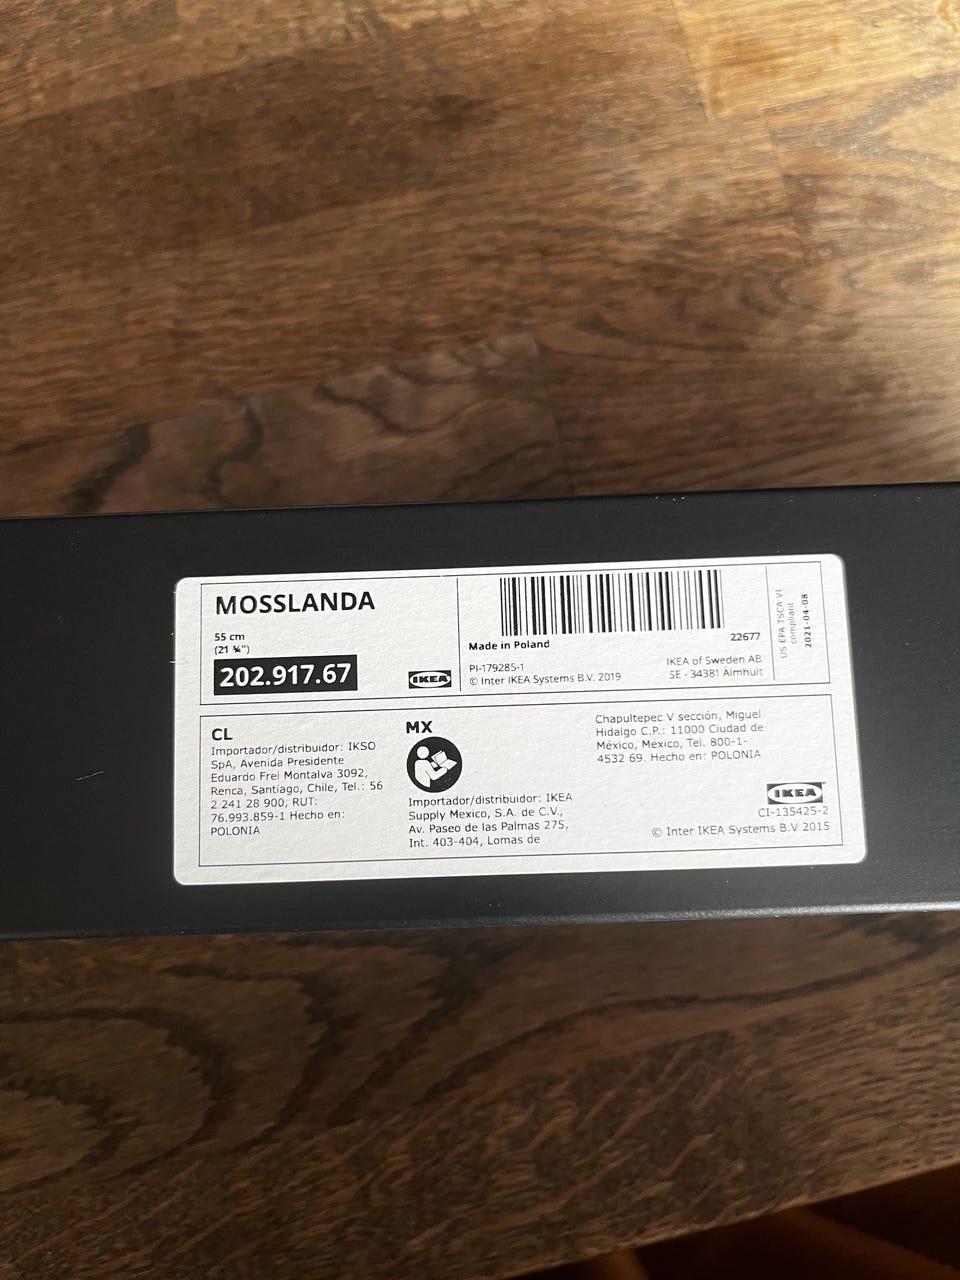 MOSSLANDA
55 cm
(21 ¾")
202.917.67
IKEA
Made in Poland
22677
PI-179285-1
© Inter IKEA Systems B.V. 2019
IKEA of Sweden AB
SE - 34381 Älmhult
US EPA TSCA VI
compliant
2021-04-08
CL
Importador/distribuidor: IKSO
SpA, Avenida Presidente
Eduardo Frei Montalva 3092,
Renca, Santiago, Chile, Tel.: 56
2 241 28 900, RUT:
76.993.859-1 Hecho en:
POLONIA
MX
Importador/distribuidor: IKEA
Supply Mexico, S.A. de C.V.,
Av. Paseo de las Palmas 275,
Int. 403-404, Lomas de
Chapultepec V sección, Miguel
Hidalgo C.P.: 11000 Ciudad de
México, México, Tel. 800-1-
4532 69. Hecho en: POLONIA
IKEA
CI-135425-2
© Inter IKEA Systems B.V 2015